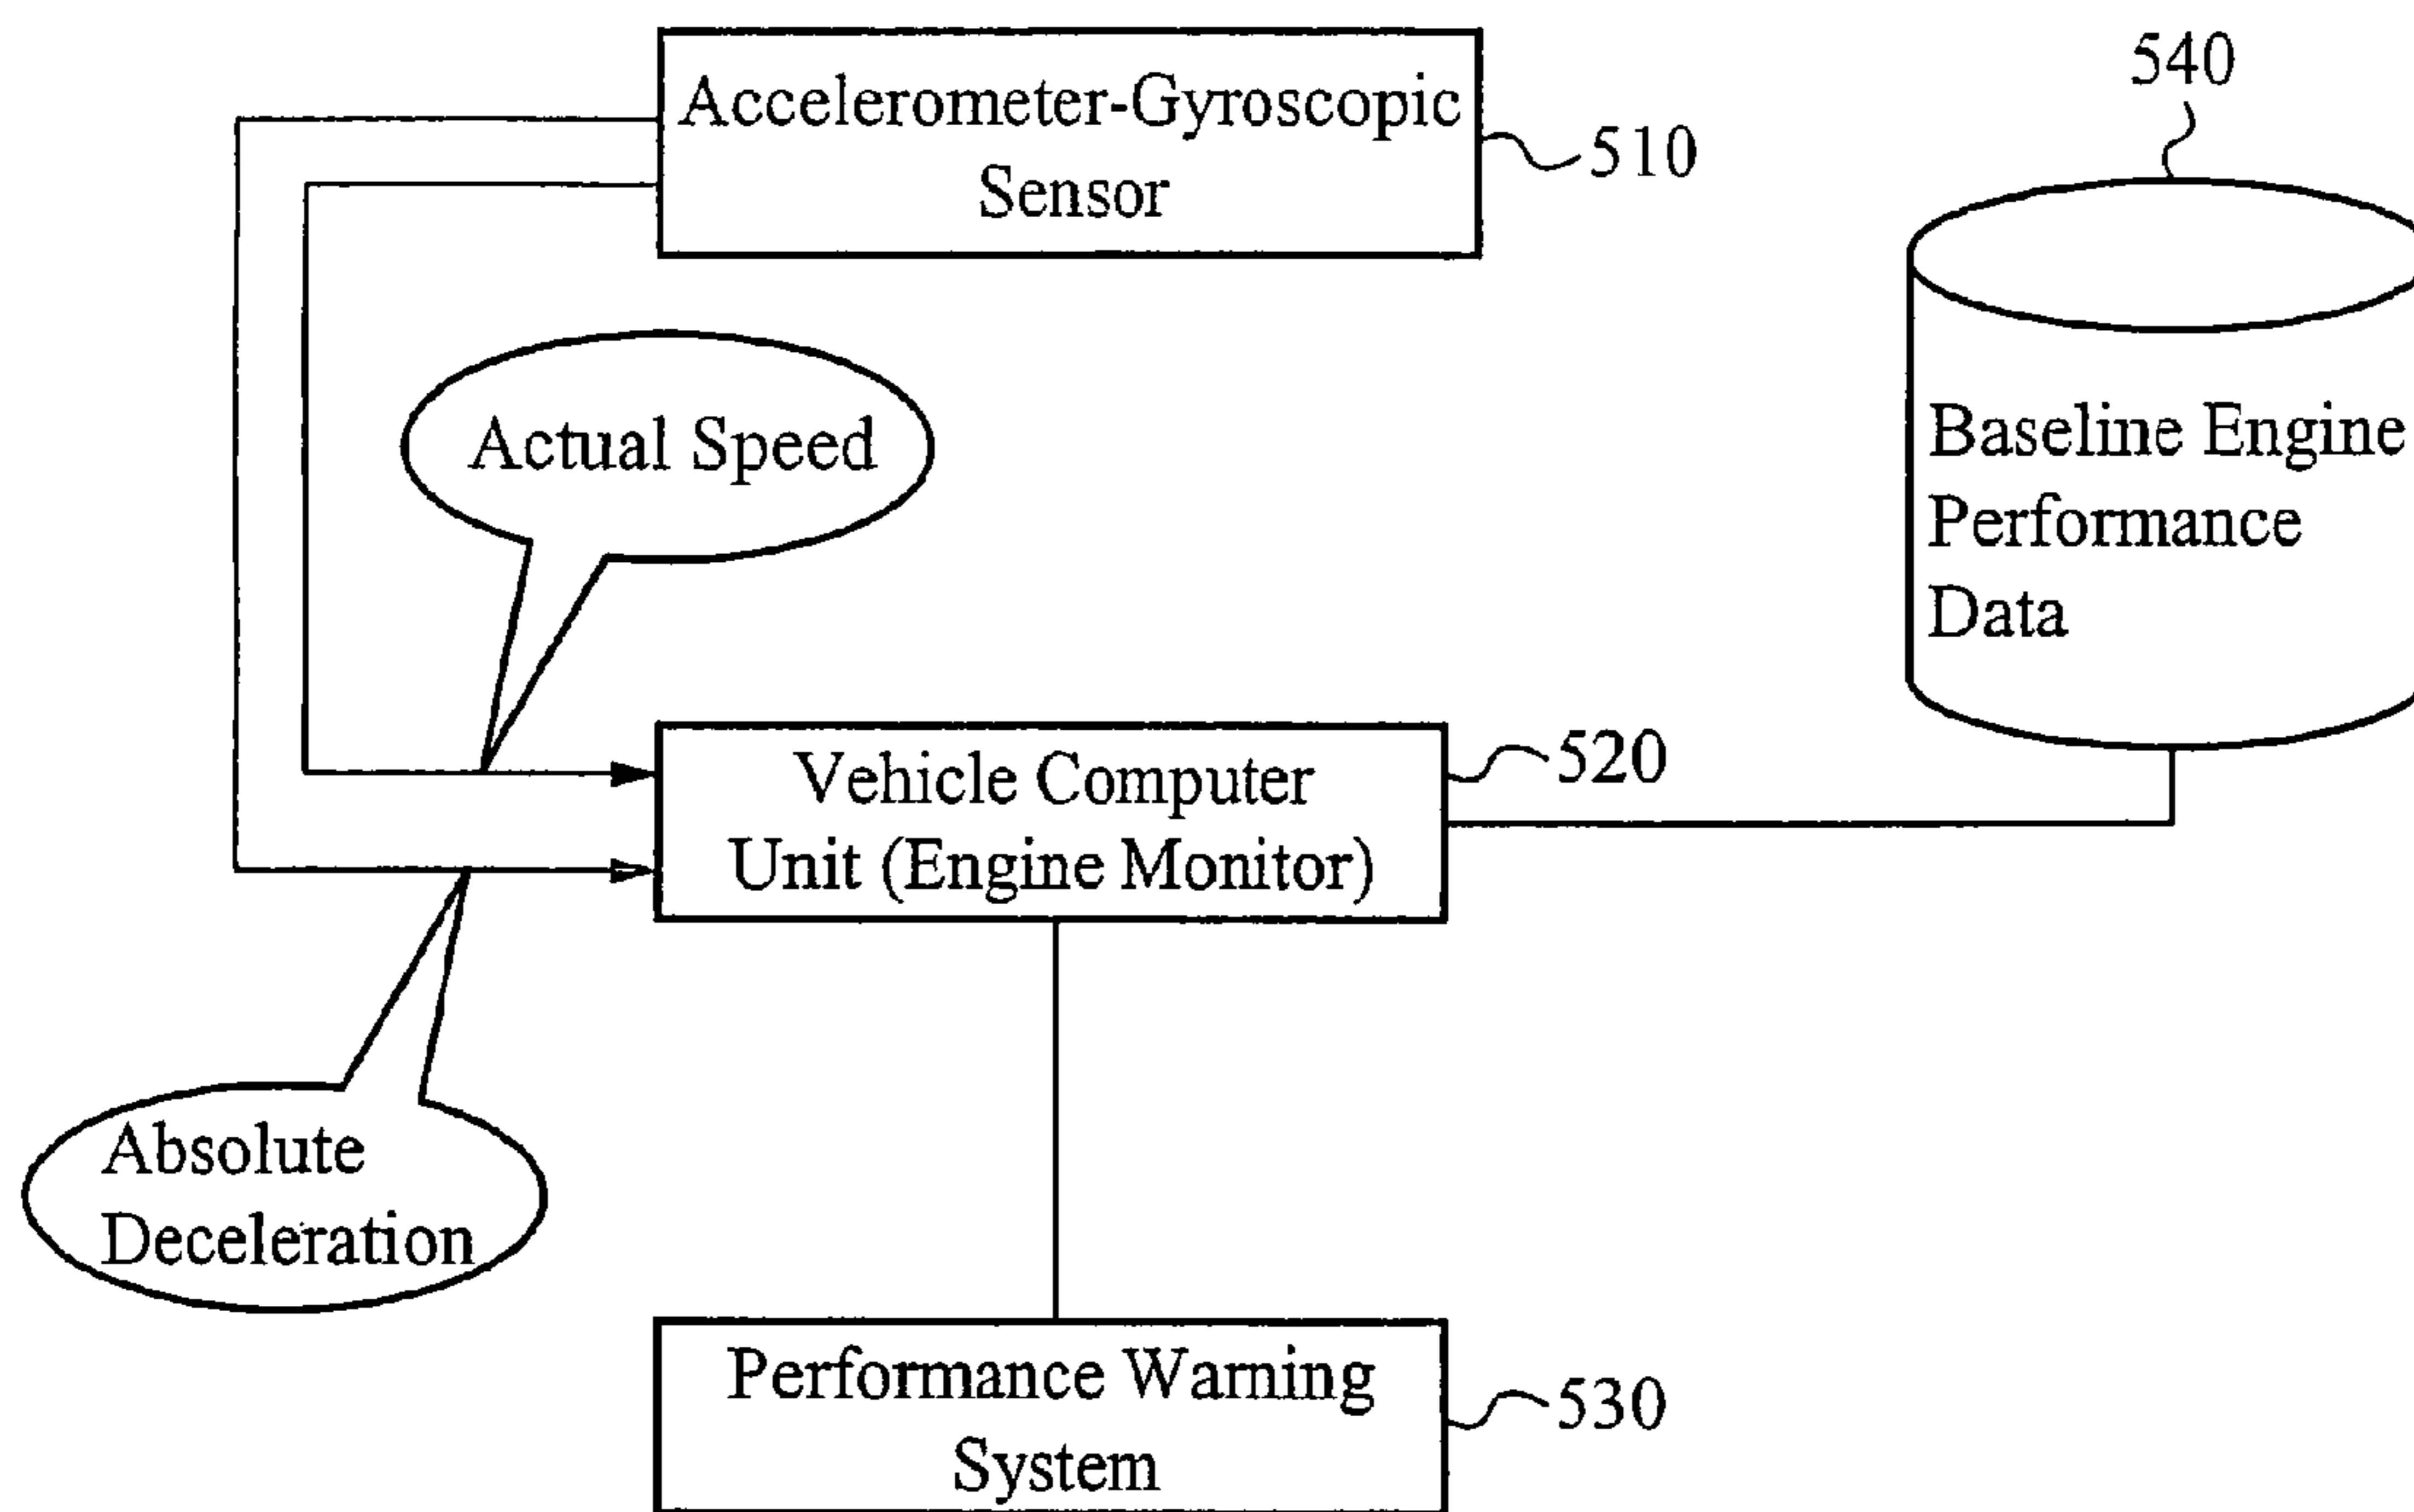 Accelerometer-Gyroscopic
Sensor
510
540
Actual Speed
Baseline Engine
Performance
Data
Vehicle Computer
Unit (Engine Monitor)
520
Absolute
Deceleration
Performance Warning
System
530